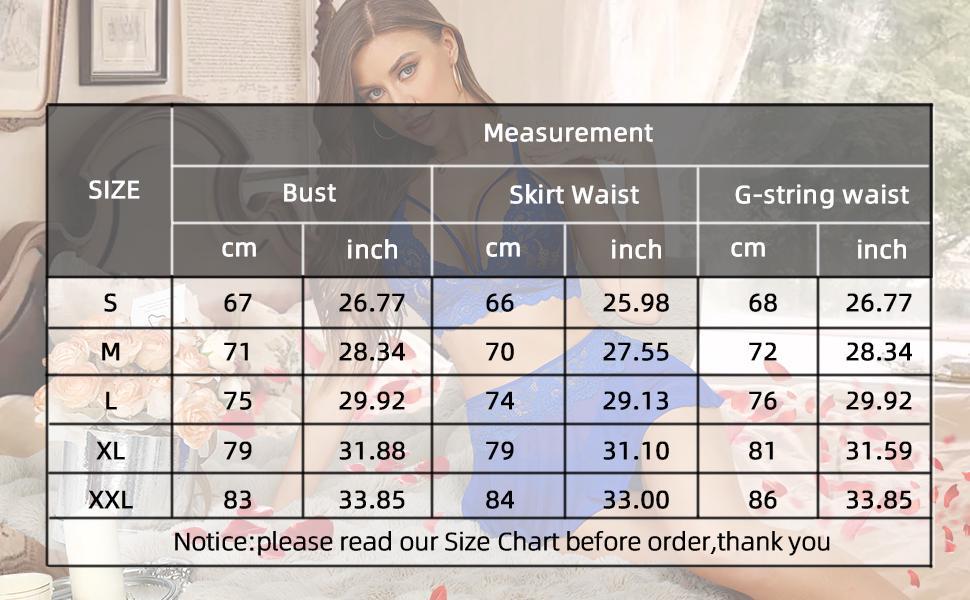 Measurement
SIZE Bust Skirt Waist G-string waist
cm inch cm inch cm inch
S 67 26.77 66 25.98 68 26.77
M 71 28.34 70 27.55 72 28.34
L 75 29.92 74 29.13 76 29.92
XL 79 31.88 79 31.10 81 31.59
XXL 83 33.85 84 33.00 86 33.85
Notice:please read our Size Chart before order,thank you